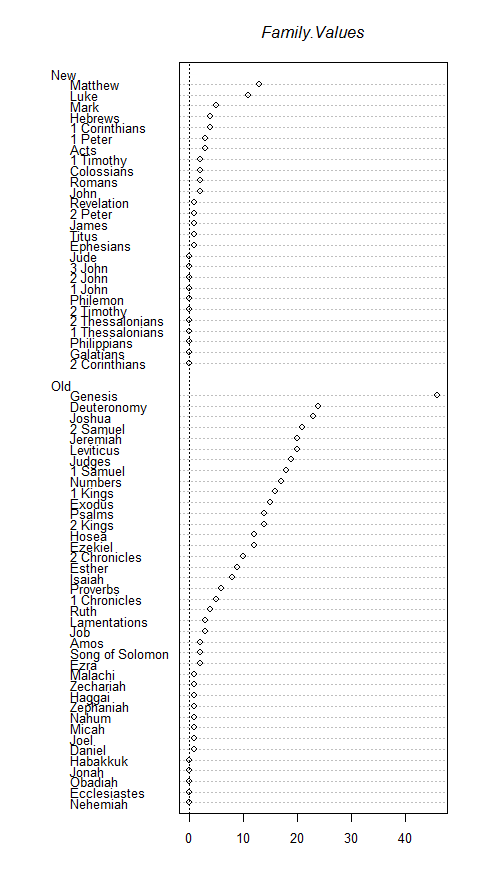 Family.Values
New
Matthew
Luke
Mark
Hebrews
1 Corinthians
1 Peter
Acts
1 Timothy
Colossians
Romans
John
Revelation
2 Peter
James
Titus
Ephesians
Jude
3 John
2 John
1 John
Philemon
2 Timothy
2 Thessalonians
1 Thessalonians
Philippians
Galatians
2 Corinthians
Old
Genesis
Deuteronomy
Joshua
2 Samuel
Jeremiah
Leviticus
Judges
1 Samuel
Numbers
1 Kings
Exodus
Psalms
2 Kings
Hosea
Ezekiel
2 Chronicles
Esther
Isaiah
Proverbs
1 Chronicles
Ruth
Lamentations
Job
Amos
Song of Solomon
Ezra
Malachi
Zechariah
Haggai
Zephaniah
Nahum
Micah
Joel
Daniel
Habakkuk
Jonah
Obadiah
Ecclesiastes
Nehemiah
0 10 20 30 40